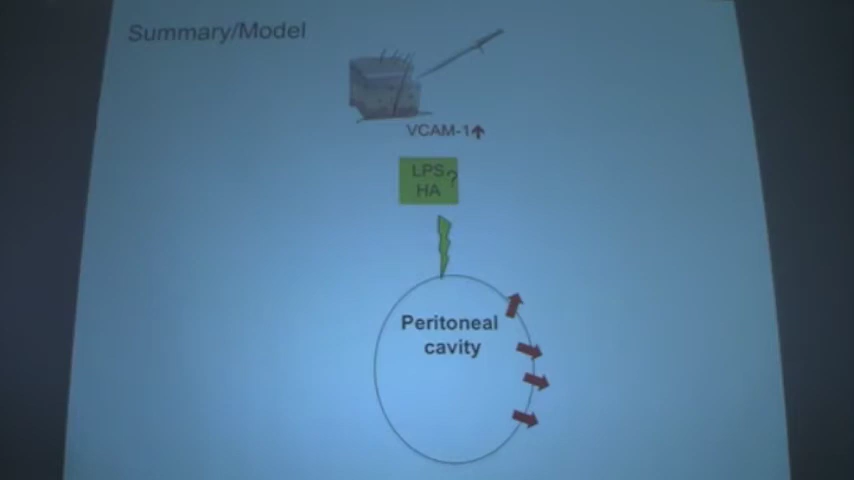 Summary/Model
VCAM-1
LPS
?
HA
Peritoneal
cavity